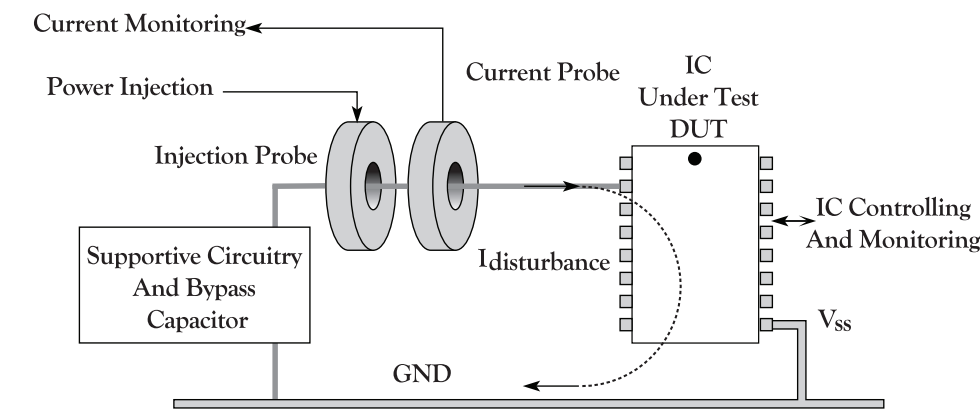 Current Monitoring
Power Injection
Current Probe
IC
Under Test
DUT
Injection Probe
IC Controlling
And Monitoring
Supportive Circuitry
And Bypass
Capacitor
Idisturbance
Vss
GND